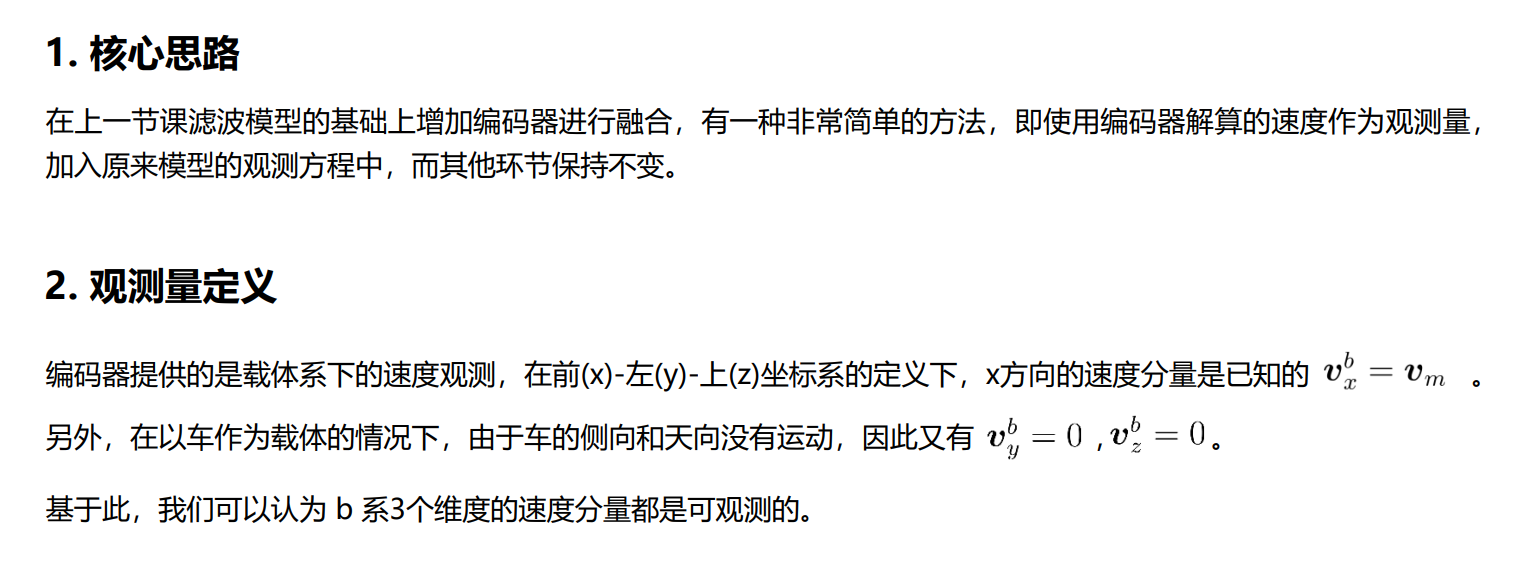 1. 核心思路
在上一节课滤波模型的基础上增加编码器进行融合，有一种非常简单的方法，即使用编码器解算的速度作为观测量，
加入原来模型的观测方程中，而其他环节保持不变。
2. 观测量定义
编码器提供的是载体系下的速度观测，在前(x)-左(y)-上(z)坐标系的定义下，x方向的速度分量是已知的 $\boldsymbol{v}_x^b = \boldsymbol{v}_m$ 。
另外，在以车作为载体的情况下，由于车的侧向和天向没有运动，因此又有 $\boldsymbol{v}_y^b = 0$ , $\boldsymbol{v}_z^b = 0$。
基于此，我们可以认为 b 系3个维度的速度分量都是可观测的。